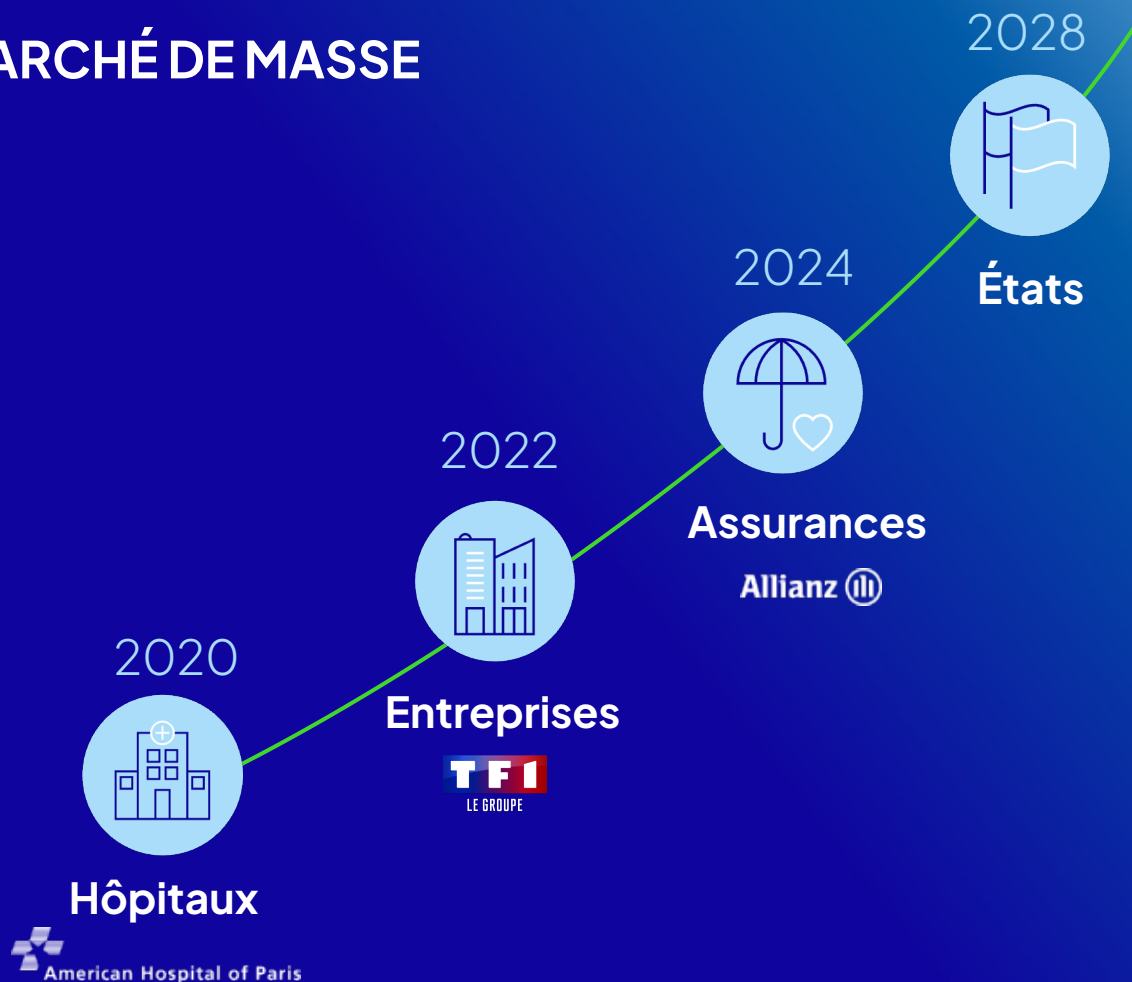 ARCHÉ DE MASSE
2028
États
2024
Assurances
Allianz
2022
Entreprises
TF1
LE GROUPE
2020
Hôpitaux
American Hospital of Paris